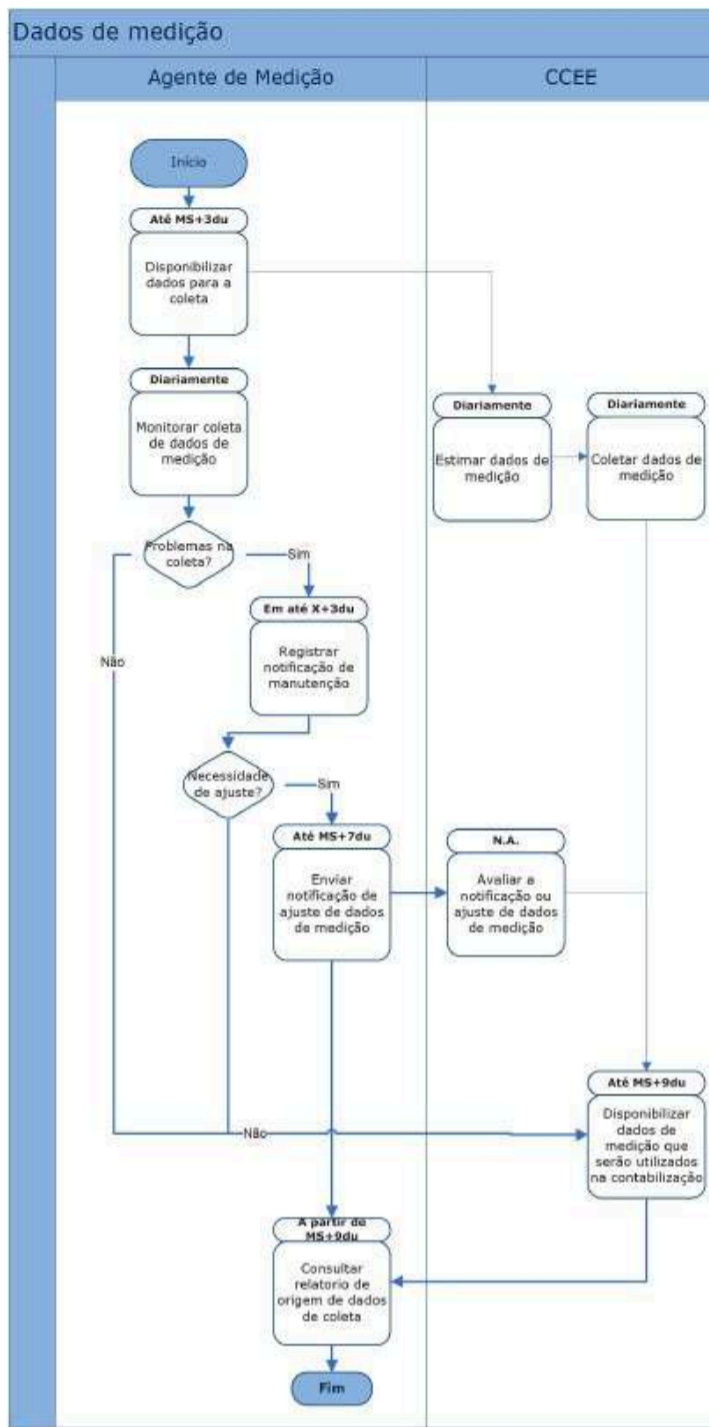 Dados de medição
Agente de Medição
CCEE
Início
Até MS+3du
Disponibilizar
dados para a
coleta
Diariamente
Monitorar coleta
de dados de
medição
Diariamente
Estimar dados de
medição
Diariamente
Coletar dados de
medição
Problemas na
coleta?
Sim
Não
Em até X+3du
Registrar
notificação de
manutenção
Necessidade
de ajuste?
Sim
Até MS+7du
Enviar
notificação de
ajuste de dados
de medição
N.A.
Avaliar a
notificação ou
ajuste de dados
de medição
Não
Até MS+9du
Disponibilizar
dados de
medição que
serão utilizados
na contabilização
A partir de
MS+9du
Consultar
relatorio de
origem de dados
de coleta
Fim